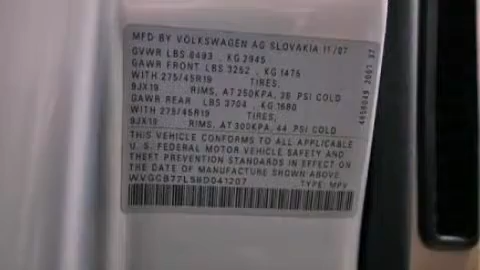 MFD BY VOLKSWAGEN AG SLOVAKIA 11/07
GVWR LBS 6493 , KG 2945
GAWR FRONT LBS 3252 , KG 1475
WITH 275/45R19 TIRES,
9JX19 RIMS, AT 250KPA, 36 PSI COLD
GAWR REAR LBS 3704 , KG 1680
WITH 275/45R19 TIRES,
9JX19 RIMS, AT 300KPA, 44 PSI COLD
THIS VEHICLE CONFORMS TO ALL APPLICABLE
U.S. FEDERAL MOTOR VEHICLE SAFETY AND
THEFT PREVENTION STANDARDS IN EFFECT ON
THE DATE OF MANUFACTURE SHOWN ABOVE
TYPE: MPV